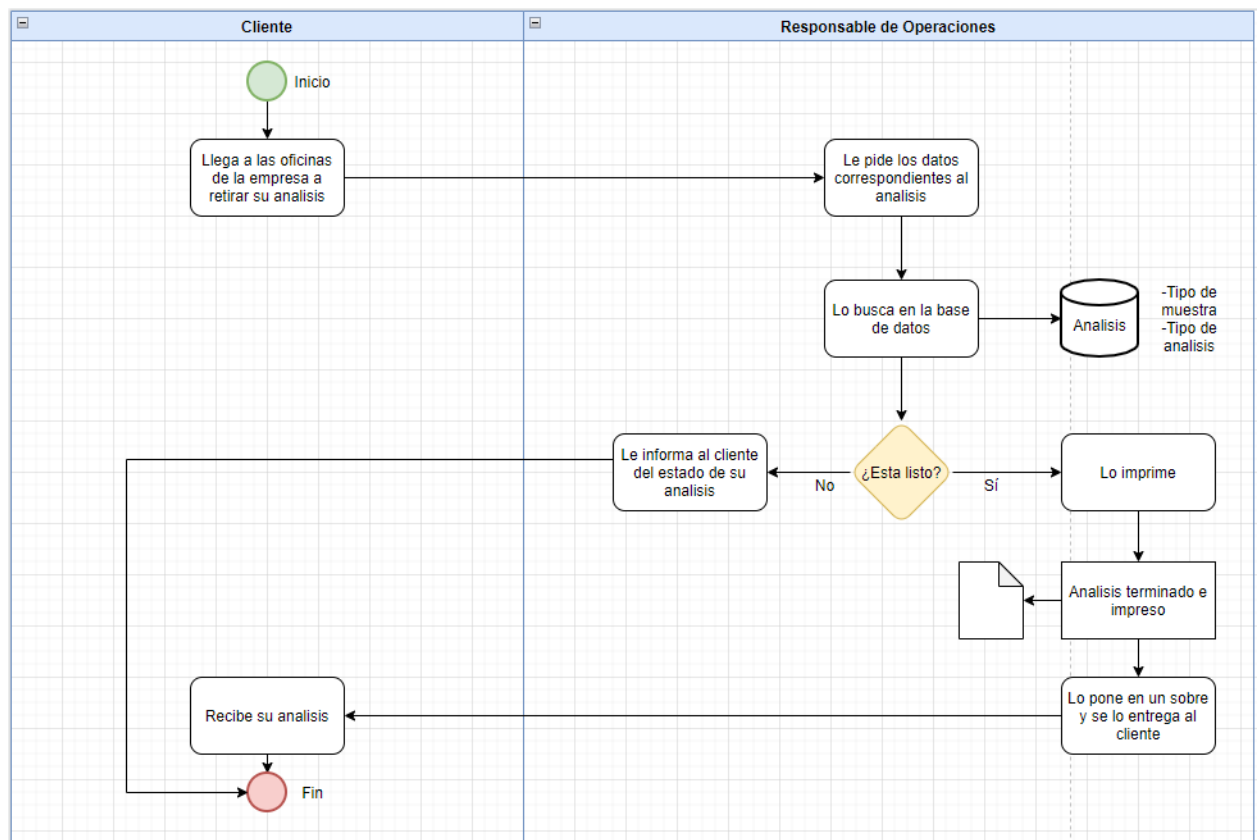 Cliente
Responsable de Operaciones
Inicio
Llega a las oficinas
de la empresa a
retirar su analisis
Le pide los datos
correspondientes al
analisis
Lo busca en la base
de datos
Analisis
-Tipo de
muestra
-Tipo de
analisis
Le informa al cliente
del estado de su
analisis
No
¿Esta listo?
Sí
Lo imprime
Analisis terminado e
impreso
Recibe su analisis
Lo pone en un sobre
y se lo entrega al
cliente
Fin